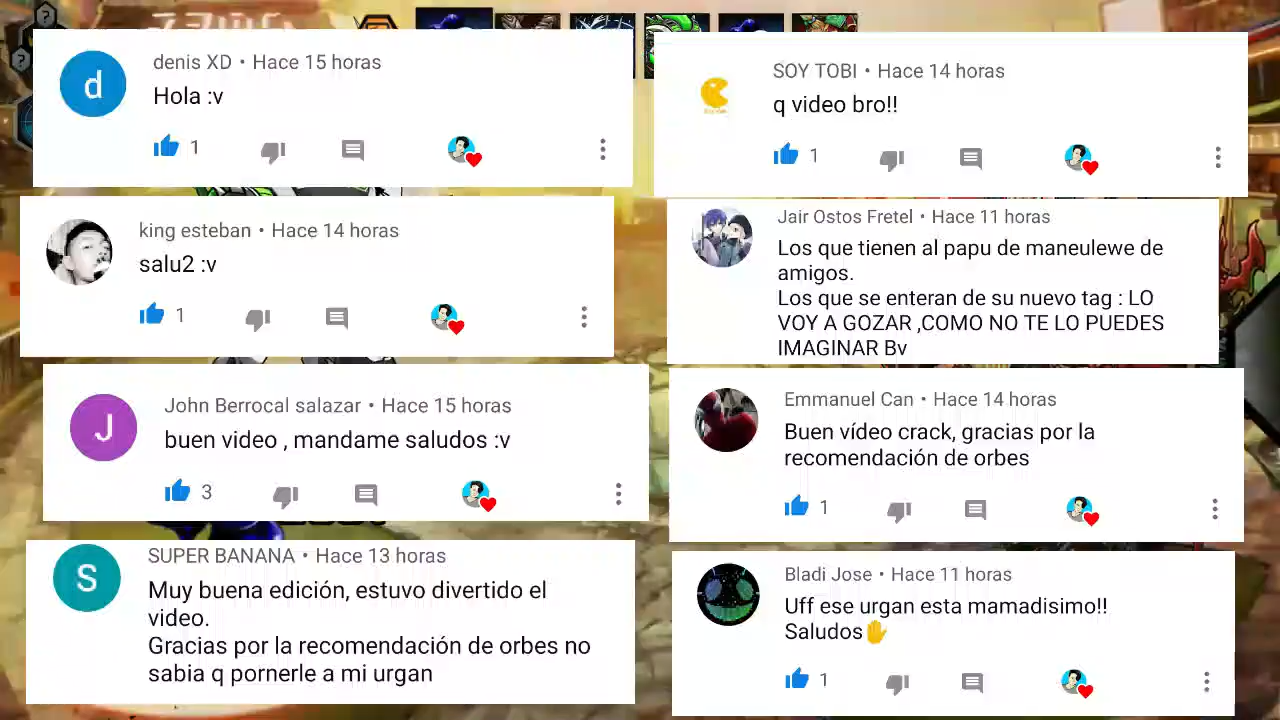 denis XD • Hace 15 horas
Hola :v
1
king esteban • Hace 14 horas
salu2 :v
1
John Berrocal salazar • Hace 15 horas
buen video , mandame saludos :v
3
SUPER BANANA • Hace 13 horas
Muy buena edición, estuvo divertido el
video.
Gracias por la recomendación de orbes no
sabia q pornerle a mi urgan
SOY TOBI • Hace 14 horas
q video bro!!
1
Jair Ostos Fretel • Hace 11 horas
Los que tienen al papu de maneulewe de
amigos.
Los que se enteran de su nuevo tag : LO
VOY A GOZAR ,COMO NO TE LO PUEDES
IMAGINAR Bv
Emmanuel Can • Hace 14 horas
Buen vídeo crack, gracias por la
recomendación de orbes
1
Bladi Jose • Hace 11 horas
Uff ese urgan esta mamadisimo!!
Saludos✋
1